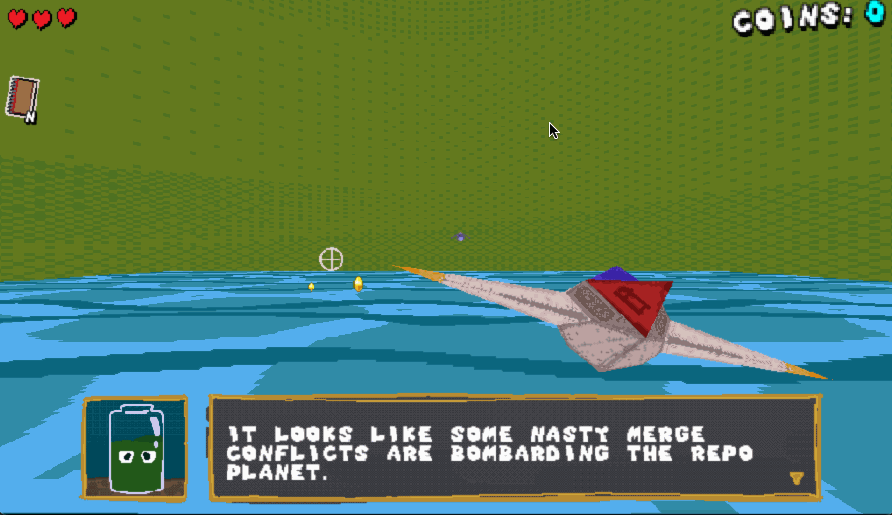 COINS: 0
N
R
IT LOOKS LIKE SOME NASTY MERGE
CONFLICTS ARE BOMBARDING THE REPO
PLANET.